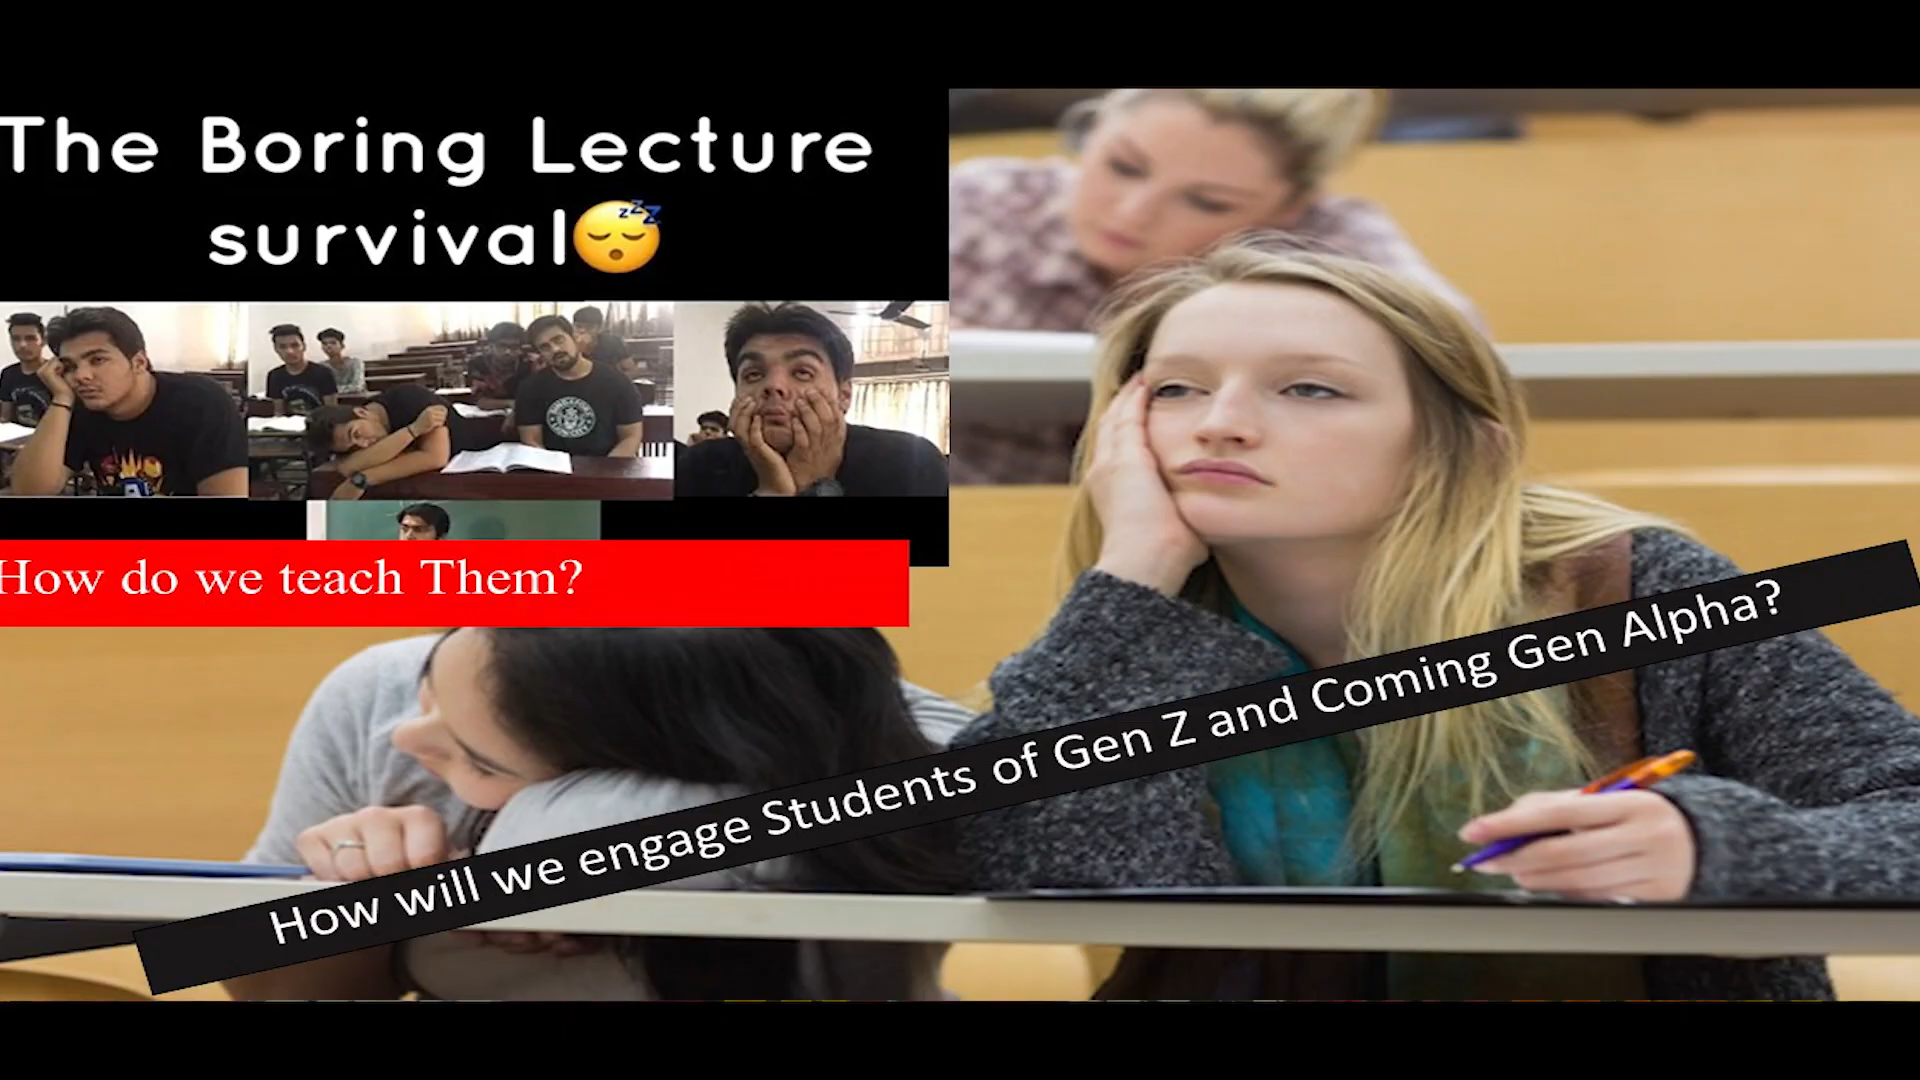 The Boring Lecture
survival😴
How do we teach Them?
How will we engage Students of Gen Z and Coming Gen Alpha?